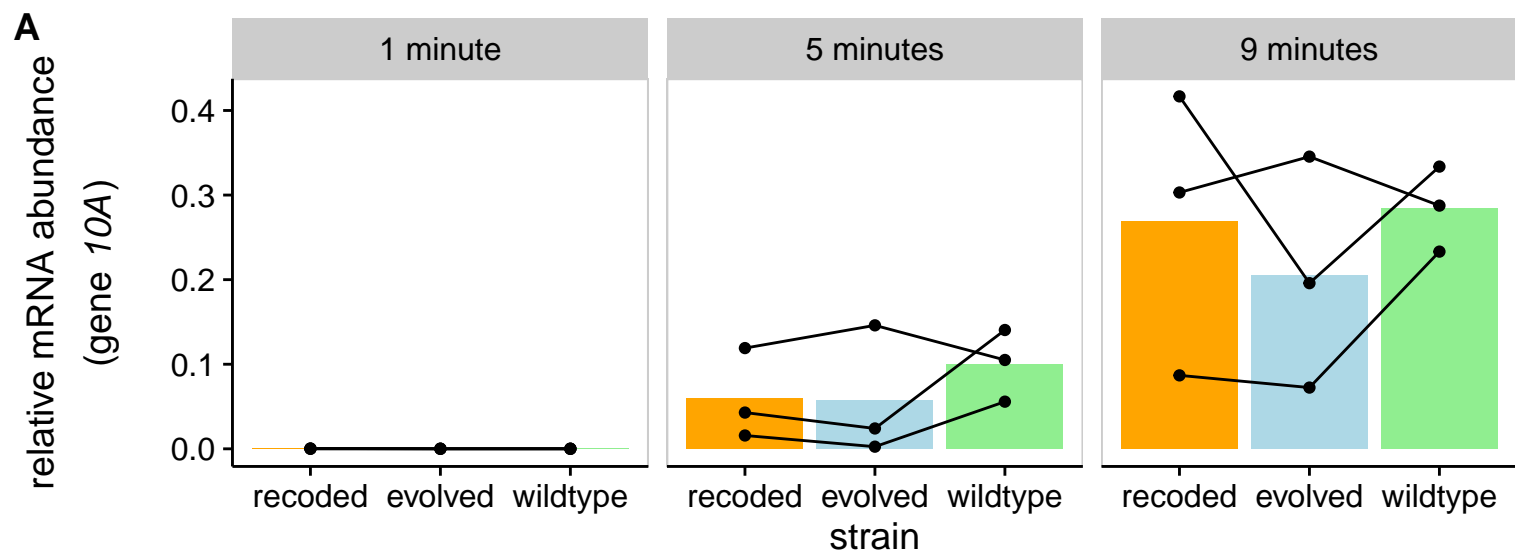 A
relative mRNA abundance
(gene 10A)
1 minute
5 minutes
9 minutes
0.4
0.3
0.2
0.1
0.0
recoded evolved wildtype
recoded evolved wildtype
recoded evolved wildtype
strain